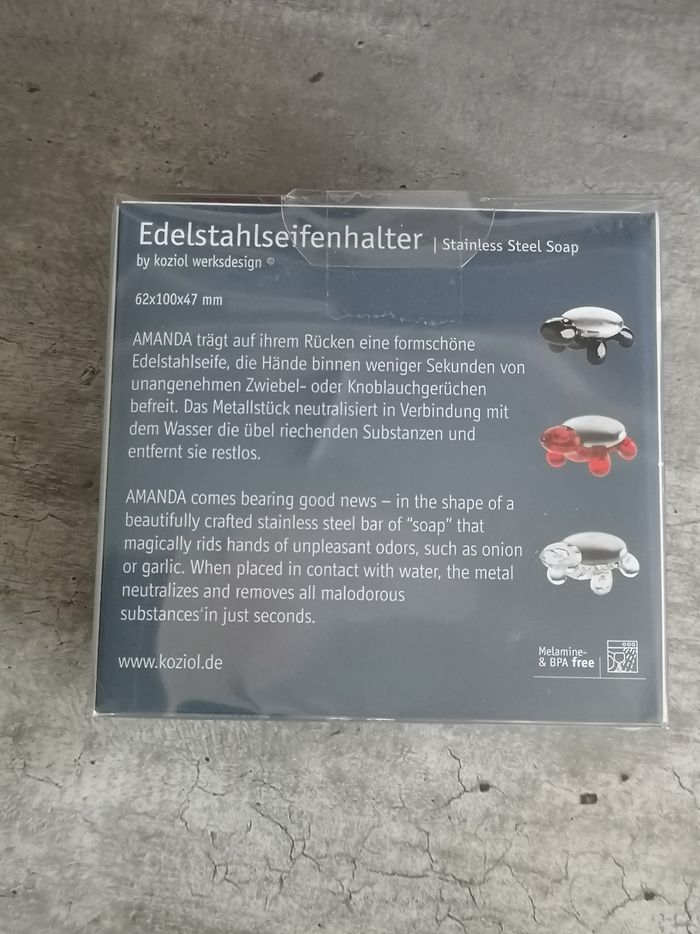 Edelstahlseifenhalter | Stainless Steel Soap
by koziol werksdesign ©
62x100x47 mm
AMANDA trägt auf ihrem Rücken eine formschöne
Edelstahlseife, die Hände binnen weniger Sekunden von
unangenehmen Zwiebel- oder Knoblauchgerüchen
befreit. Das Metallstück neutralisiert in Verbindung mit
dem Wasser die übel riechenden Substanzen und
entfernt sie restlos.
AMANDA comes bearing good news – in the shape of a
beautifully crafted stainless steel bar of “soap” that
magically rids hands of unpleasant odors, such as onion
or garlic. When placed in contact with water, the metal
neutralizes and removes all malodorous
substances in just seconds.
www.koziol.de
Melamine-
& BPA free